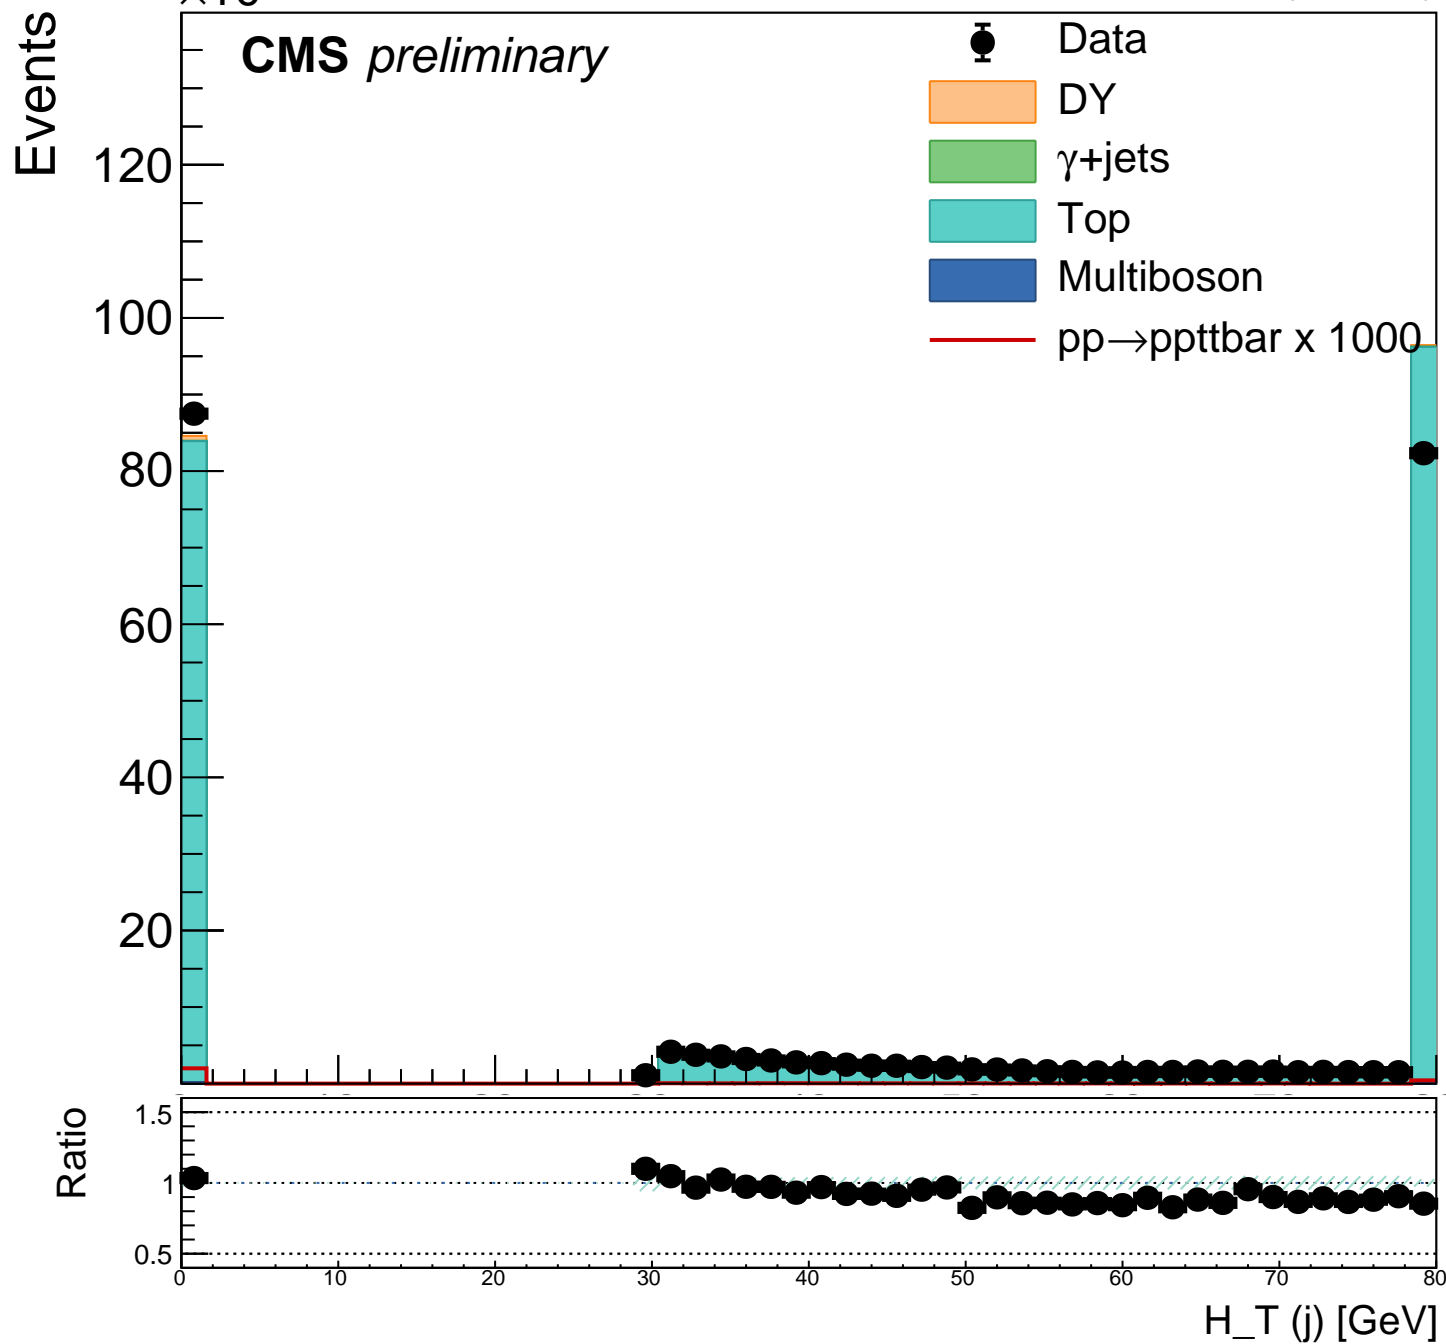 Events
CMS preliminary
Data
DY
γ+jets
Top
Multiboson
pp→ppttbar x 1000
120
100
80
60
40
20
Ratio
1.5
1
0.5
0 10 20 30 40 50 60 70 80
H_T (j) [GeV]